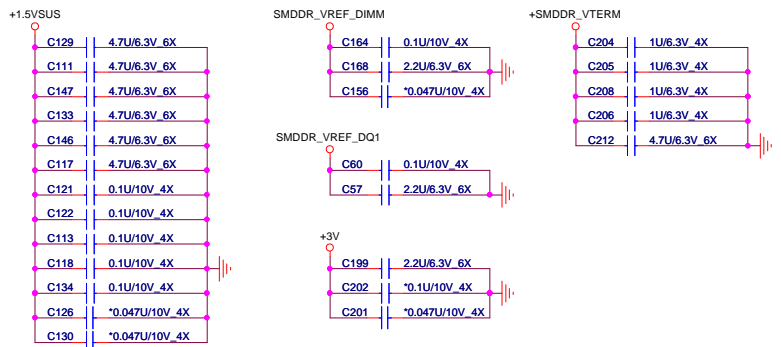 +1.5VSUS
C129 4.7U/6.3V_6X
C111 4.7U/6.3V_6X
C147 4.7U/6.3V_6X
C133 4.7U/6.3V_6X
C146 4.7U/6.3V_6X
C117 4.7U/6.3V_6X
C121 0.1U/10V_4X
C122 0.1U/10V_4X
C113 0.1U/10V_4X
C118 0.1U/10V_4X
C134 0.1U/10V_4X
C126 *0.047U/10V_4X
C130 *0.047U/10V_4X
SMDDR_VREF_DIMM
C164 0.1U/10V_4X
C168 2.2U/6.3V_6X
C156 *0.047U/10V_4X
SMDDR_VREF_DQ1
C60 0.1U/10V_4X
C57 2.2U/6.3V_6X
+3V
C199 2.2U/6.3V_6X
C202 *0.1U/10V_4X
C201 *0.047U/10V_4X
+SMDDR_VTERM
C204 1U/6.3V_4X
C205 1U/6.3V_4X
C208 1U/6.3V_4X
C206 1U/6.3V_4X
C212 4.7U/6.3V_6X